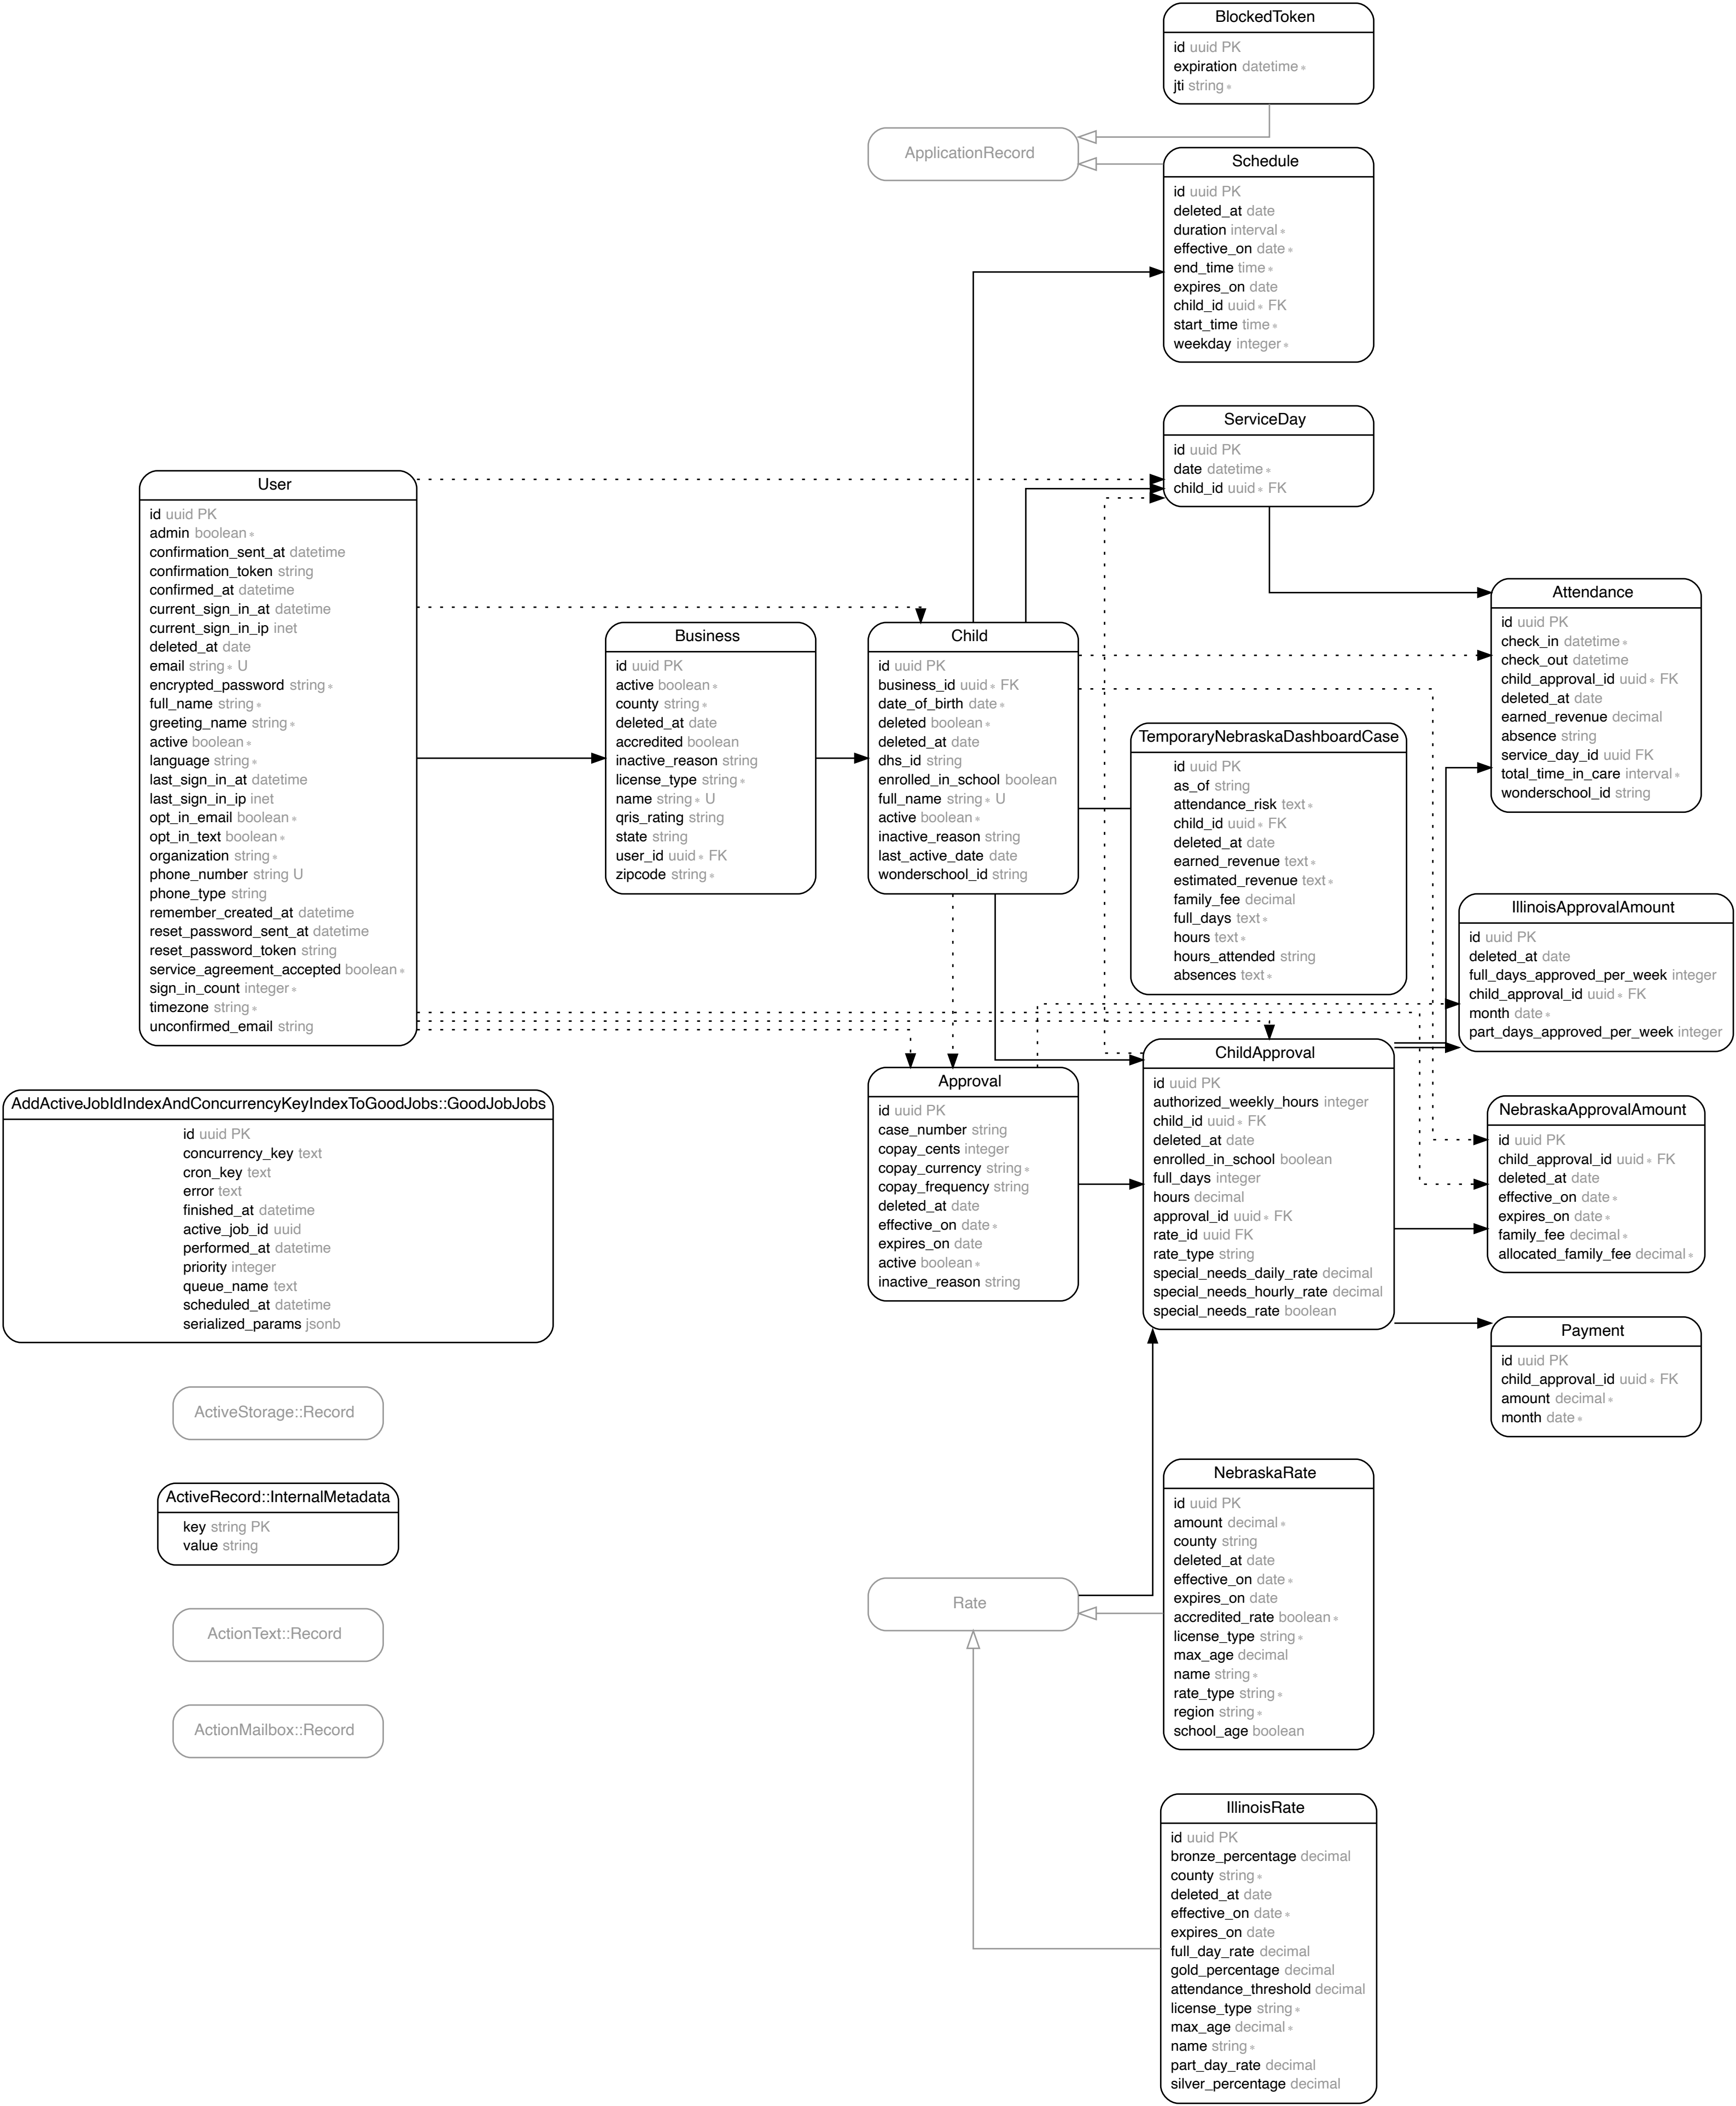 BlockedToken
id uuid PK
expiration datetime *
jti string *
ApplicationRecord
Schedule
id uuid PK
deleted_at date
duration interval *
effective_on date *
end_time time *
expires_on date
child_id uuid * FK
start_time time *
weekday integer *
ServiceDay
id uuid PK
date datetime *
child_id uuid * FK
User
id uuid PK
admin boolean *
confirmation_sent_at datetime
confirmation_token string
confirmed_at datetime
current_sign_in_at datetime
current_sign_in_ip inet
deleted_at date
email string * U
encrypted_password string *
full_name string *
greeting_name string *
active boolean *
language string *
last_sign_in_at datetime
last_sign_in_ip inet
opt_in_email boolean *
opt_in_text boolean *
organization string *
phone_number string U
phone_type string
remember_created_at datetime
reset_password_sent_at datetime
reset_password_token string
service_agreement_accepted boolean *
sign_in_count integer *
timezone string *
unconfirmed_email string
Business
id uuid PK
active boolean *
county string *
deleted_at date
accredited boolean
inactive_reason string
license_type string *
name string * U
qris_rating string
state string
user_id uuid * FK
zipcode string *
Child
id uuid PK
business_id uuid * FK
date_of_birth date *
deleted boolean *
deleted_at date
dhs_id string
enrolled_in_school boolean
full_name string * U
active boolean *
inactive_reason string
last_active_date date
wonderschool_id string
Attendance
id uuid PK
check_in datetime *
check_out datetime
child_approval_id uuid * FK
deleted_at date
earned_revenue decimal
absence string
service_day_id uuid FK
total_time_in_care interval *
wonderschool_id string
TemporaryNebraskaDashboardCase
id uuid PK
as_of string
attendance_risk text *
child_id uuid * FK
deleted_at date
earned_revenue text *
estimated_revenue text *
family_fee decimal
full_days text *
hours text *
hours_attended string
absences text *
IllinoisApprovalAmount
id uuid PK
deleted_at date
full_days_approved_per_week integer
child_approval_id uuid * FK
month date *
part_days_approved_per_week integer
AddActiveJobIdIndexAndConcurrencyKeyIndexToGoodJobs::GoodJobJobs
id uuid PK
concurrency_key text
cron_key text
error text
finished_at datetime
active_job_id uuid
performed_at datetime
priority integer
queue_name text
scheduled_at datetime
serialized_params jsonb
Approval
id uuid PK
case_number string
copay_cents integer
copay_currency string *
copay_frequency string
deleted_at date
effective_on date *
expires_on date
active boolean *
inactive_reason string
ChildApproval
id uuid PK
authorized_weekly_hours integer
child_id uuid * FK
deleted_at date
enrolled_in_school boolean
full_days integer
hours decimal
approval_id uuid * FK
rate_id uuid FK
rate_type string
special_needs_daily_rate decimal
special_needs_hourly_rate decimal
special_needs_rate boolean
NebraskaApprovalAmount
id uuid PK
child_approval_id uuid * FK
deleted_at date
effective_on date *
expires_on date *
family_fee decimal *
allocated_family_fee decimal *
Payment
id uuid PK
child_approval_id uuid * FK
amount decimal *
month date *
ActiveStorage::Record
ActiveRecord::InternalMetadata
key string PK
value string
ActionText::Record
ActionMailbox::Record
Rate
NebraskaRate
id uuid PK
amount decimal *
county string
deleted_at date
effective_on date *
expires_on date
accredited_rate boolean *
license_type string *
max_age decimal
name string *
rate_type string *
region string *
school_age boolean
IllinoisRate
id uuid PK
bronze_percentage decimal
county string *
deleted_at date
effective_on date *
expires_on date
full_day_rate decimal
gold_percentage decimal
attendance_threshold decimal
license_type string *
max_age decimal *
name string *
part_day_rate decimal
silver_percentage decimal